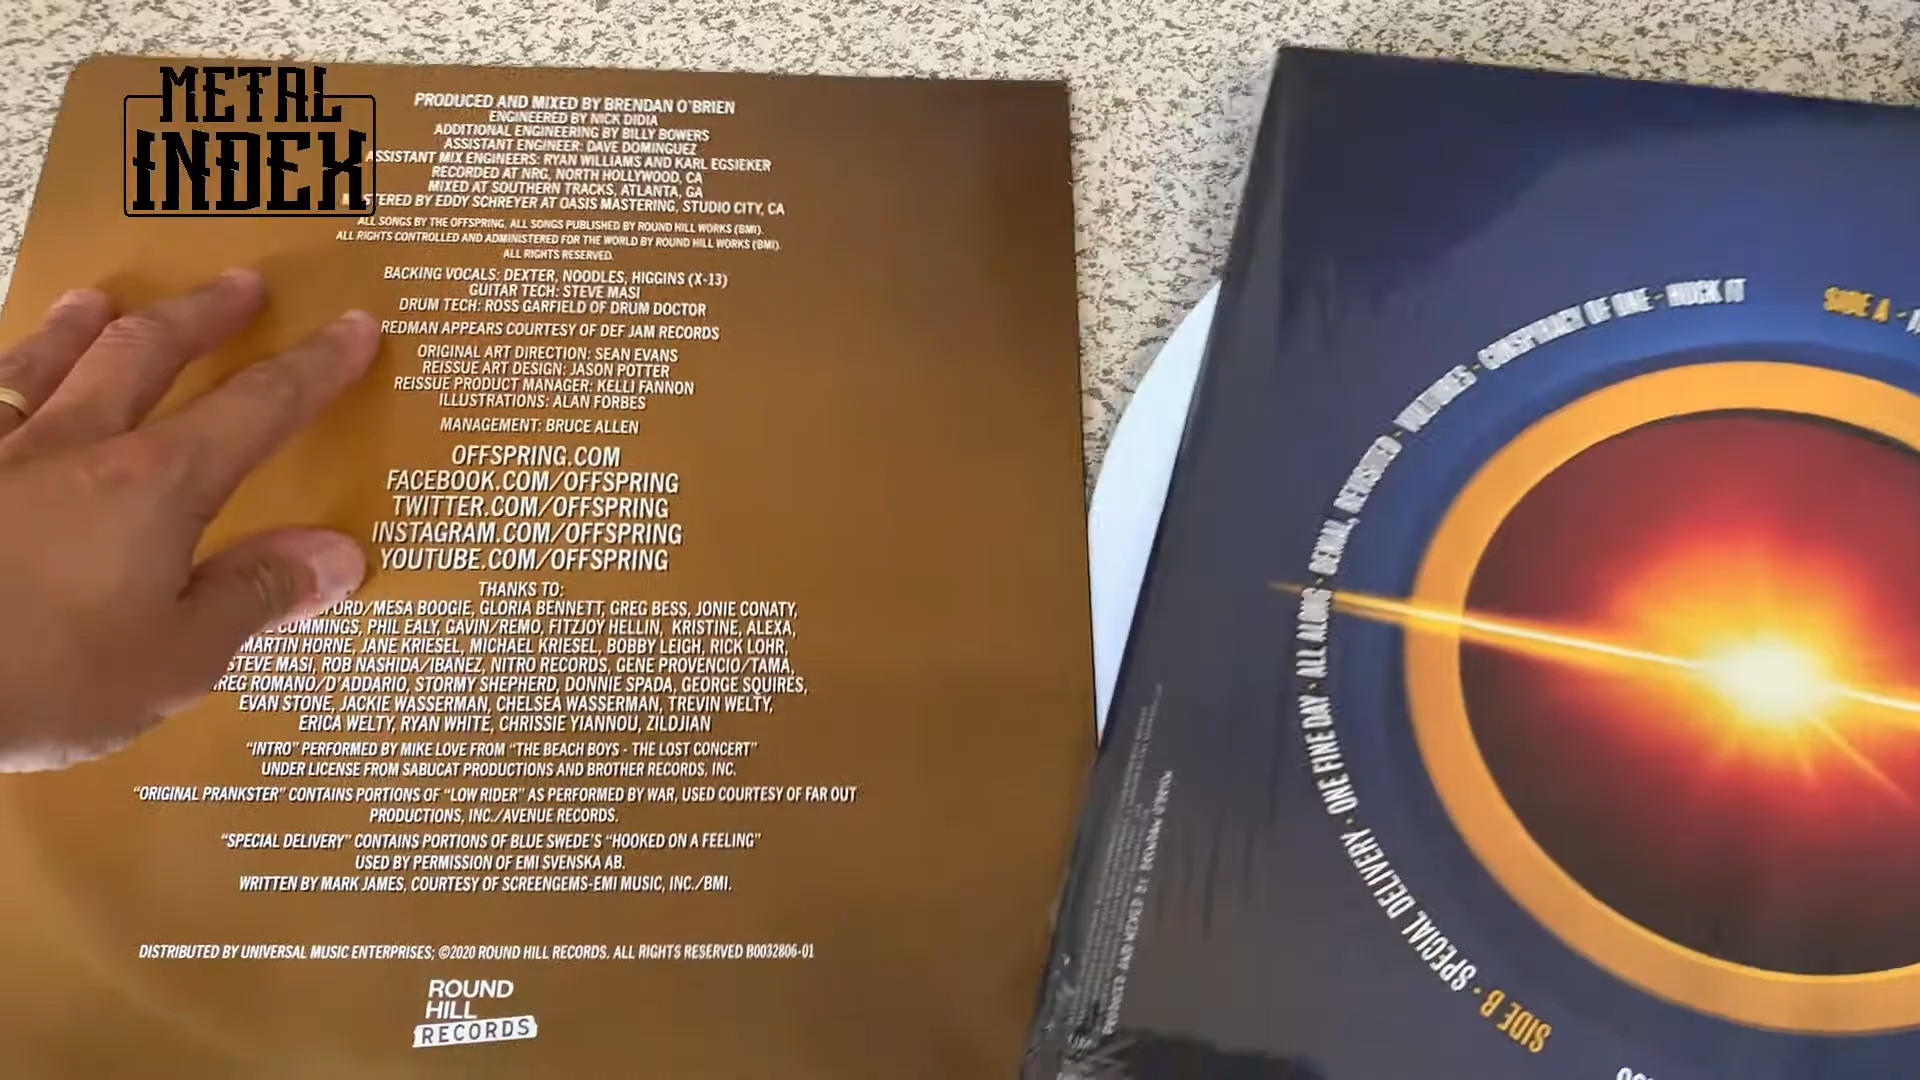 METAL
INDEX
PRODUCED AND MIXED BY BRENDAN O'BRIEN
ENGINEERED BY NICK DIDIA
ADDITIONAL ENGINEERING BY BILLY BOWERS
ASSISTANT ENGINEER: DAVE DOMINGUEZ
ASSISTANT MIX ENGINEERS: RYAN WILLIAMS AND KARL EGSIEKER
RECORDED AT NRG, NORTH HOLLYWOOD, CA
MIXED AT SOUTHERN TRACKS, ATLANTA, GA
MASTERED BY EDDY SCHREYER AT OASIS MASTERING, STUDIO CITY, CA
ALL SONGS BY THE OFFSPRING, ALL SONGS PUBLISHED BY ROUND HILL WORKS (BMI).
ALL RIGHTS CONTROLLED AND ADMINISTERED FOR THE WORLD BY ROUND HILL WORKS (BMI).
ALL RIGHTS RESERVED.
BACKING VOCALS: DEXTER, NOODLES, HIGGINS (X-13)
GUITAR TECH: STEVE MASI
DRUM TECH: ROSS GARFIELD OF DRUM DOCTOR
REDMAN APPEARS COURTESY OF DEF JAM RECORDS
ORIGINAL ART DIRECTION: SEAN EVANS
REISSUE ART DESIGN: JASON POTTER
REISSUE PRODUCT MANAGER: KELLI FANNON
ILLUSTRATIONS: ALAN FORBES
MANAGEMENT: BRUCE ALLEN
OFFSPRING.COM
FACEBOOK.COM/OFFSPRING
TWITTER.COM/OFFSPRING
INSTAGRAM.COM/OFFSPRING
YOUTUBE.COM/OFFSPRING
THANKS TO:
/MESA BOOGIE, GLORIA BENNETT, GREG BESS, JONIE CONATY,
CUMMINGS, PHIL EALY, GAVIN/REMO, FITZJOY HELLIN, KRISTINE, ALEXA,
MARTIN HORNE, JANE KRIESEL, MICHAEL KRIESEL, BOBBY LEIGH, RICK LOHR,
STEVE MASI, ROB NASHIDA/IBANEZ, NITRO RECORDS, GENE PROVENCIO/TAMA,
ROMANO/D'ADDARIO, STORMY SHEPHERD, DONNIE SPADA, GEORGE SQUIRES,
EVAN STONE, JACKIE WASSERMAN, CHELSEA WASSERMAN, TREVIN WELTY,
ERICA WELTY, RYAN WHITE, CHRISSIE YIANNOU, ZILDJIAN
"INTRO" PERFORMED BY MIKE LOVE FROM "THE BEACH BOYS - THE LOST CONCERT"
UNDER LICENSE FROM SABUCAT PRODUCTIONS AND BROTHER RECORDS, INC.
"ORIGINAL PRANKSTER" CONTAINS PORTIONS OF "LOW RIDER" AS PERFORMED BY WAR, USED COURTESY OF FAR OUT
PRODUCTIONS, INC./AVENUE RECORDS.
"SPECIAL DELIVERY" CONTAINS PORTIONS OF BLUE SWEDE'S "HOOKED ON A FEELING"
USED BY PERMISSION OF EMI SVENSKA AB.
WRITTEN BY MARK JAMES, COURTESY OF SCREENGEMS-EMI MUSIC, INC./BMI.
DISTRIBUTED BY UNIVERSAL MUSIC ENTERPRISES; ©2020 ROUND HILL RECORDS. ALL RIGHTS RESERVED B0032806-01
ROUND
HILL
RECORDS
SIDE A
SIDE B · SPECIAL DELIVERY · ONE FINE DAY · ALL ALONG · DENIAL, REVISITED · VULTURES · CONSPIRACY OF ONE · HUCK IT